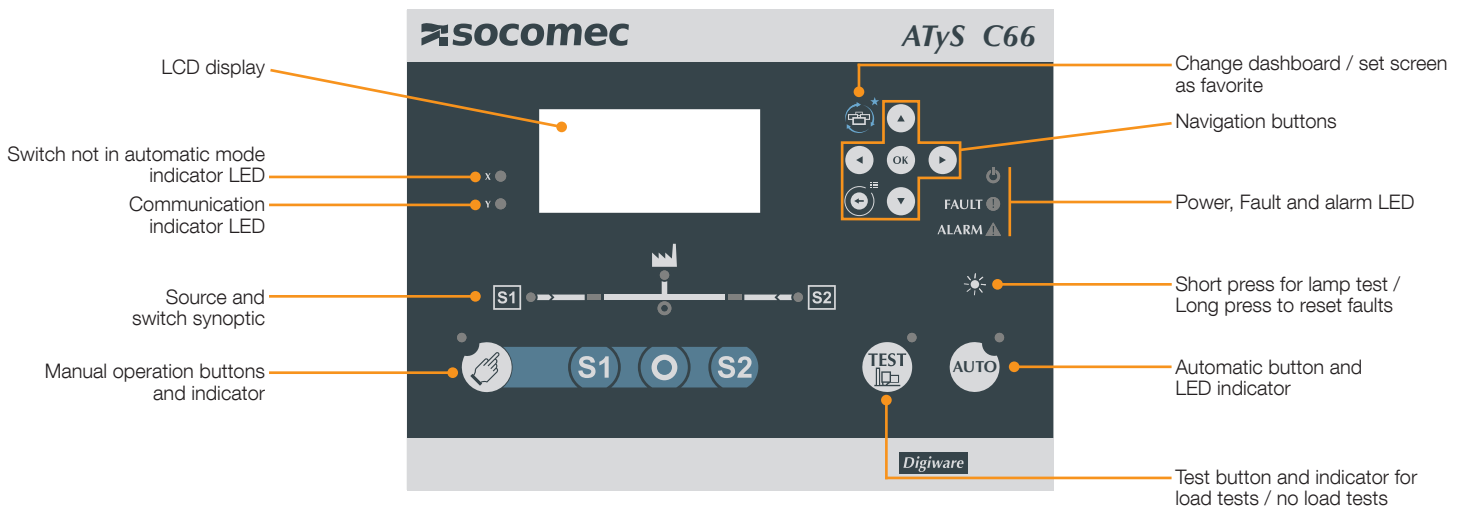 socomec
ATyS C66
LCD display
Switch not in automatic mode
indicator LED
Communication
indicator LED
Source and
switch synoptic
Manual operation buttons
and indicator
X
Y
OK
FAULT
ALARM
S1
S2
S1
O
S2
TEST
AUTO
Digiware
Change dashboard / set screen
as favorite
Navigation buttons
Power, Fault and alarm LED
Short press for lamp test /
Long press to reset faults
Automatic button and
LED indicator
Test button and indicator for
load tests / no load tests